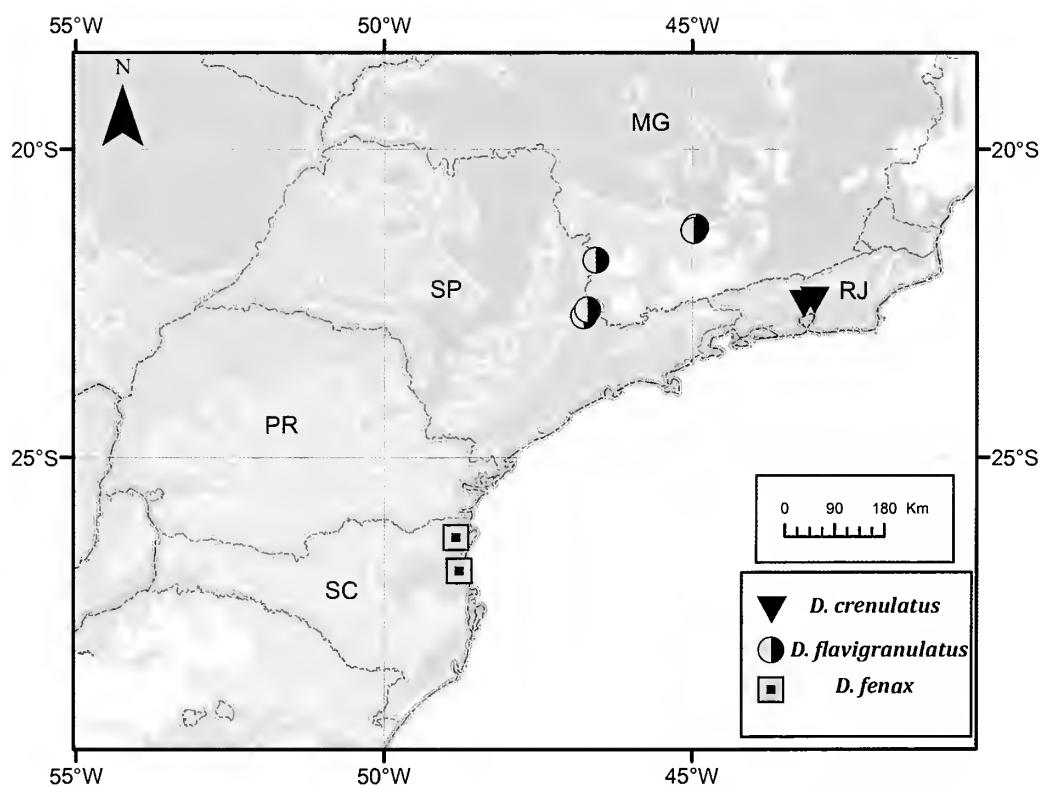 55°W 50°W 45°W
N
MG
20°S 20°S
SP
RJ
PR
25°S 25°S
0 90 180 Km
SC
D. crenulatus
D. flavigranulatus
D. fenax
55°W 50°W 45°W